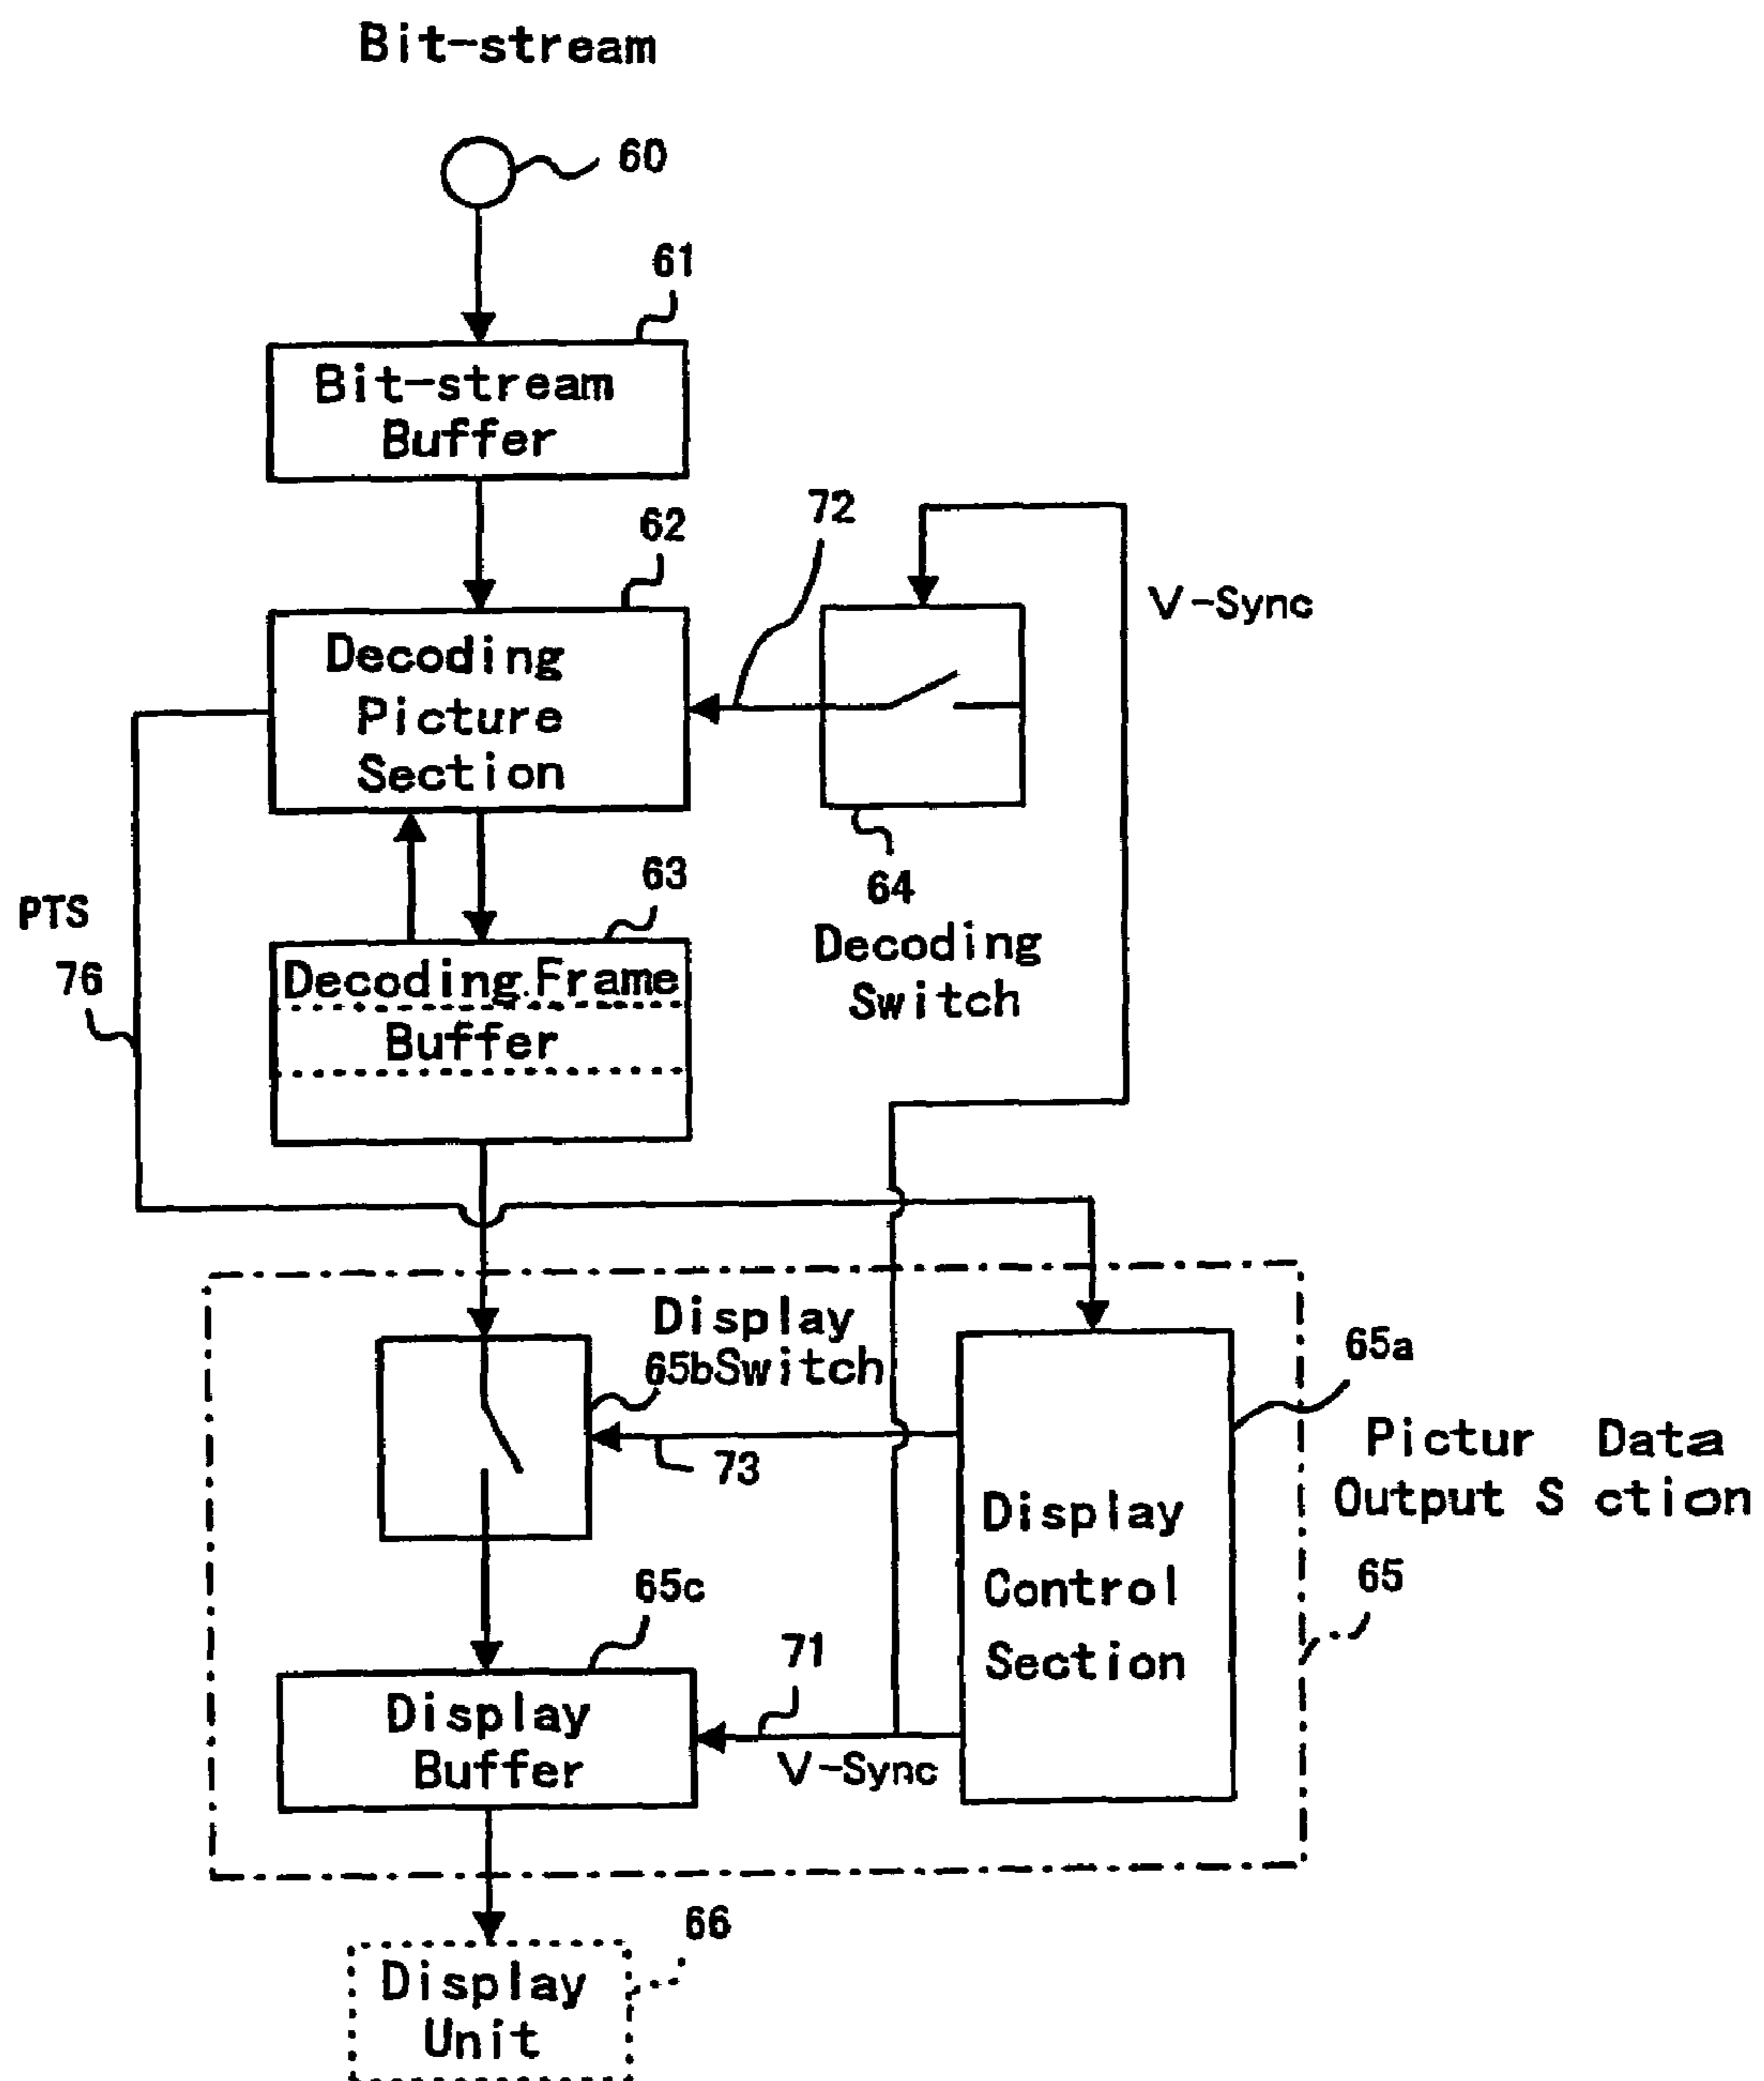 Bit-stream
60
61
Bit-stream
Buffer
72
62
V-Sync
Decoding
Picture
Section
63
64
Decoding
Switch
PTS
76
Decoding Frame
Buffer
Display
65bSwitch
65a
Pictur Data
Output S ction
73
Display
Control
Section
65
65c
71
Display
Buffer
V-Sync
66
Display
Unit